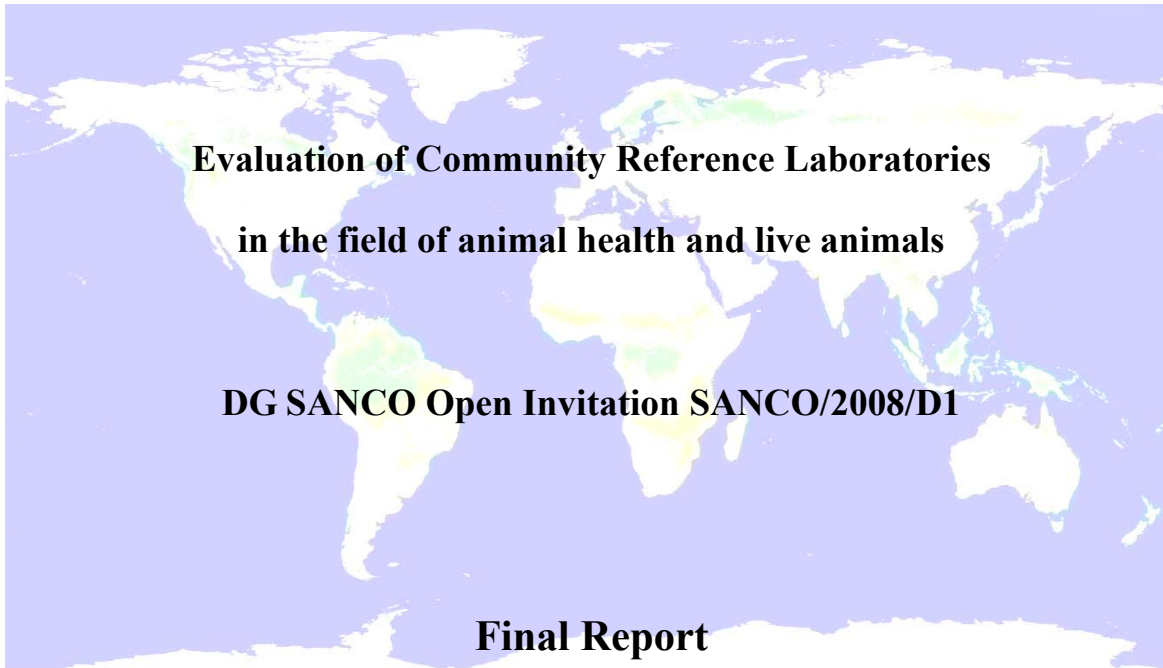 Evaluation of Community Reference Laboratories
in the field of animal health and live animals
DG SANCO Open Invitation SANCO/2008/D1
Final Report